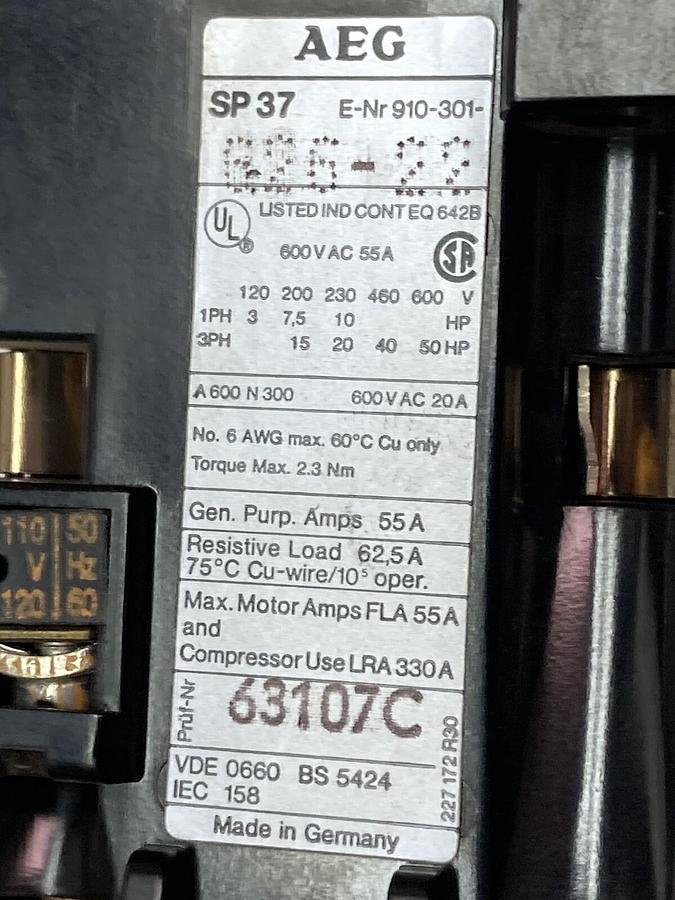 AEG
SP 37 E-Nr 910-301-
UL ® LISTED IND CONT EQ 642B
600 V AC 55A SA
120 200 230 460 600 V
1PH 3 7,5 10 HP
3PH 15 20 40 50 HP
A 600 N 300 600 V AC 20 A
No. 6 AWG max. 60°C Cu only
Torque Max. 2.3 Nm
Gen. Purp. Amps 55 A
Resistive Load 62,5 A
75°C Cu-wire/10⁵ oper.
Max. Motor Amps FLA 55 A
and
Compressor Use LRA 330 A
Prüf-Nr 63107C
VDE 0660 BS 5424
IEC 158
227 172 R30
Made in Germany
110 50
V Hz
120 60